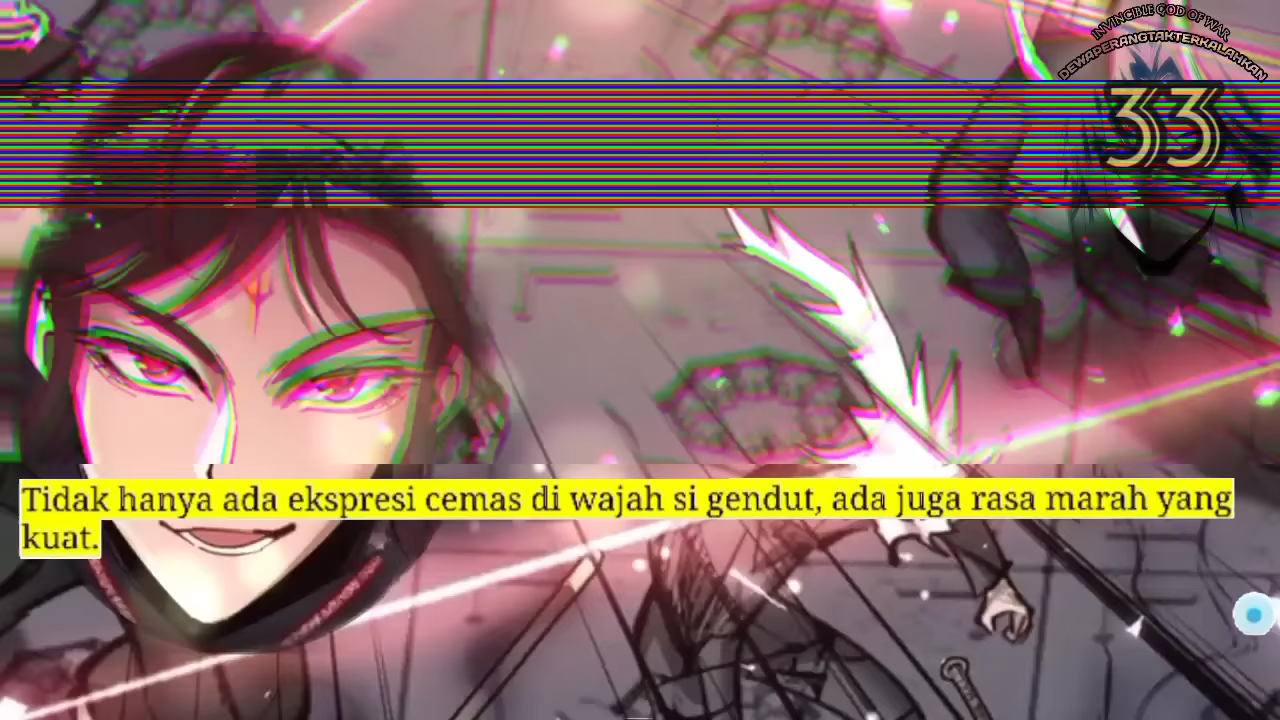 INVINCIBLE GOD OF WAR
DEWAPERANGTAKTERKALAHKAN
33
Tidak hanya ada ekspresi cemas di wajah si gendut, ada juga rasa marah yang
kuat.